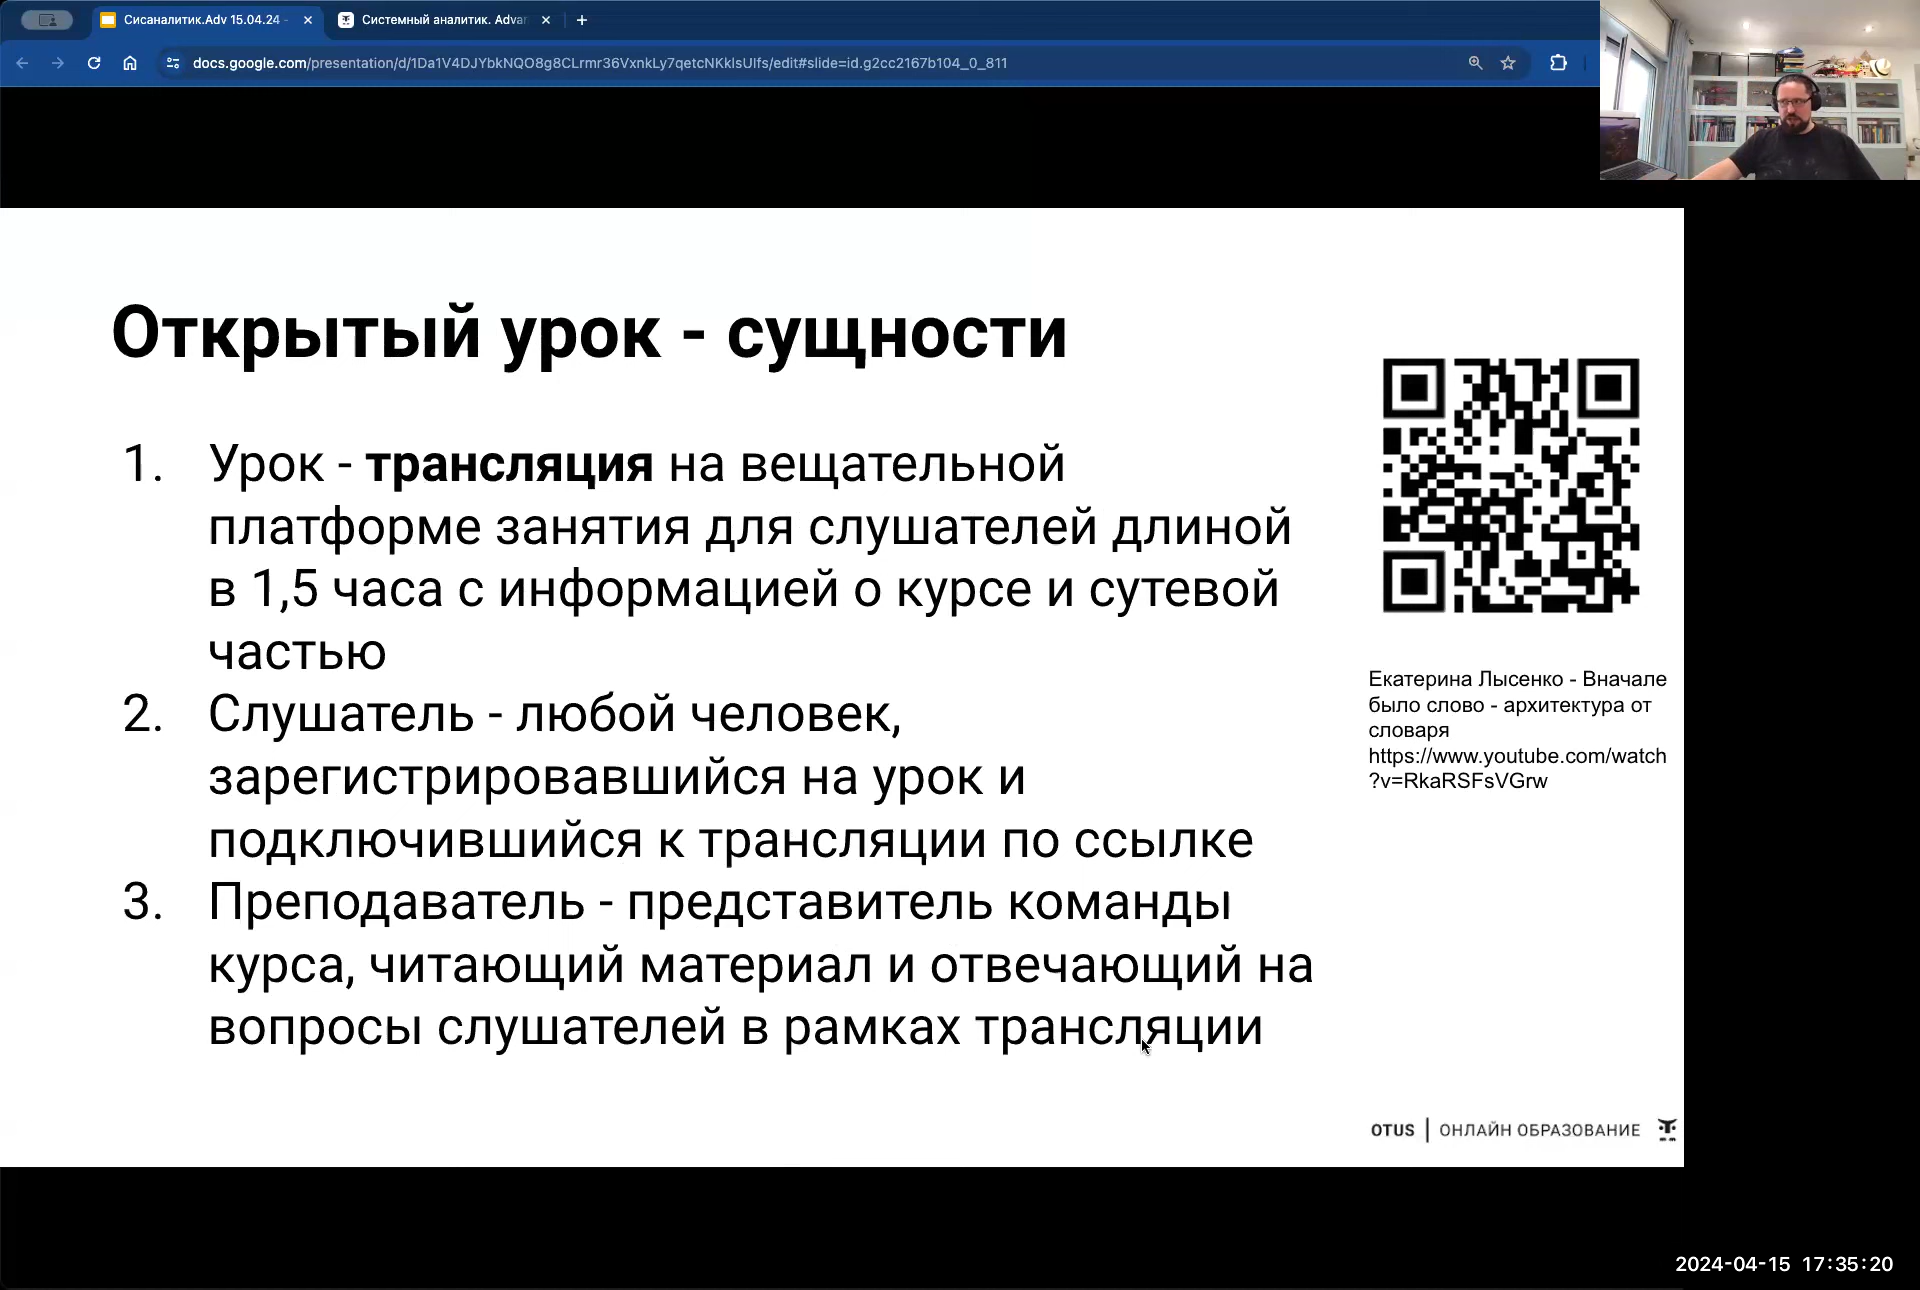 Сисаналитик.Adv 15.04.24 -
Системный аналитик. Advan
docs.google.com/presentation/d/1Da1V4DJYbkNQO8g8CLrmr36VxnkLy7qetcNKklsUlfs/edit#slide=id.g2cc2167b104_0_811
Открытый урок - сущности
1. Урок - трансляция на вещательной
платформе занятия для слушателей длиной
в 1,5 часа с информацией о курсе и сутевой
частью
2. Слушатель - любой человек,
зарегистрировавшийся на урок и
подключившийся к трансляции по ссылке
3. Преподаватель - представитель команды
курса, читающий материал и отвечающий на
вопросы слушателей в рамках трансляции
Екатерина Лысенко - Вначале
было слово - архитектура от
словаря
https://www.youtube.com/watch
?v=RkaRSFsVGrw
OTUS | ОНЛАЙН ОБРАЗОВАНИЕ
2024-04-15 17:35:20